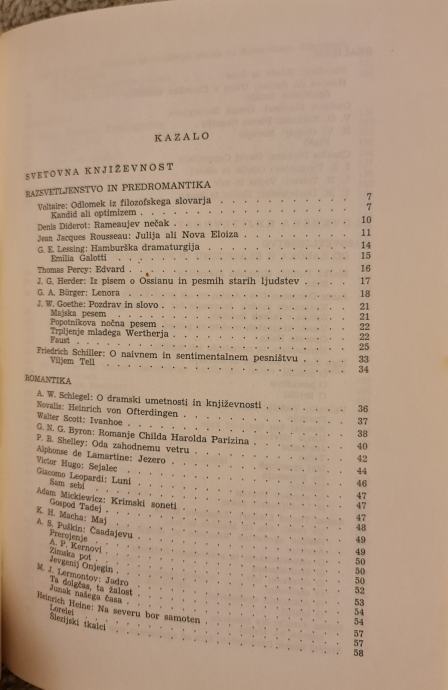 KAZALO
SVETOVNA KNJIŽEVNOST
RAZSVETLJENSTVO IN PREDROMANTIKA
Voltaire: Odlomek iz filozofskega slovarja . . . 7
Kandid ali optimizem . . . 7
Denis Diderot: Rameaujev nečak . . . 10
Jean Jacques Rousseau: Julija ali Nova Eloiza . . . 11
G. E. Lessing: Hamburška dramaturgija . . . 14
Emilia Galotti . . . 15
Thomas Percy: Edvard . . . 16
J. G. Herder: Iz pisem o Ossianu in pesmih starih ljudstev . . . 17
G. A. Bürger: Lenora . . . 18
J. W. Goethe: Pozdrav in slovo . . . 21
Majska pesem . . . 21
Popotnikova nočna pesem . . . 22
Trpljenje mladega Wertherja . . . 22
Faust . . . 25
Friedrich Schiller: O naivnem in sentimentalnem pesništvu . . . 33
Viljem Tell . . . 34
ROMANTIKA
A. W. Schlegel: O dramski umetnosti in književnosti . . . 36
Novalis: Heinrich von Ofterdingen . . . 37
Walter Scott: Ivanhoe . . . 38
G. N. G. Byron: Romanje Childa Harolda Parizina . . . 40
P. B. Shelley: Oda zahodnemu vetru . . . 42
Alphonse de Lamartine: Jezero . . . 44
Victor Hugo: Sejalec . . . 46
Giacomo Leopardi: Luni . . . 47
Sam sebi . . . 47
Adam Mickiewicz: Krimski soneti . . . 47
Gospod Tadej . . . 48
K. H. Macha: Maj . . . 49
A. S. Puškin: Čaadajevu . . . 49
Prerojenje . . . 50
A. P. Kernovi . . . 50
Zimska pot . . . 50
Jevgenij Onjegin . . . 52
M. J. Lermontov: Jadro . . . 53
Ta dolgčas, ta žalost . . . 54
Junak našega časa . . . 54
Heinrich Heine: Na severu bor samoten . . . 57
Lorelei . . . 57
Šlezijski tkalci . . . 58